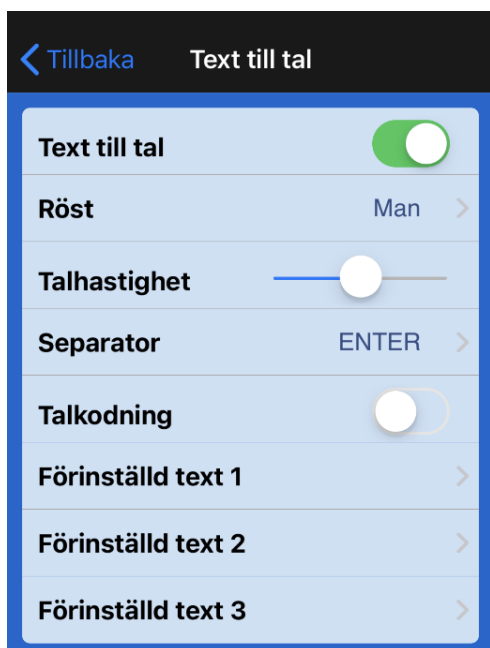 Tillbaka Text till tal
Text till tal
Röst Man
Talhastighet
Separator ENTER
Talkodning
Förinställd text 1
Förinställd text 2
Förinställd text 3